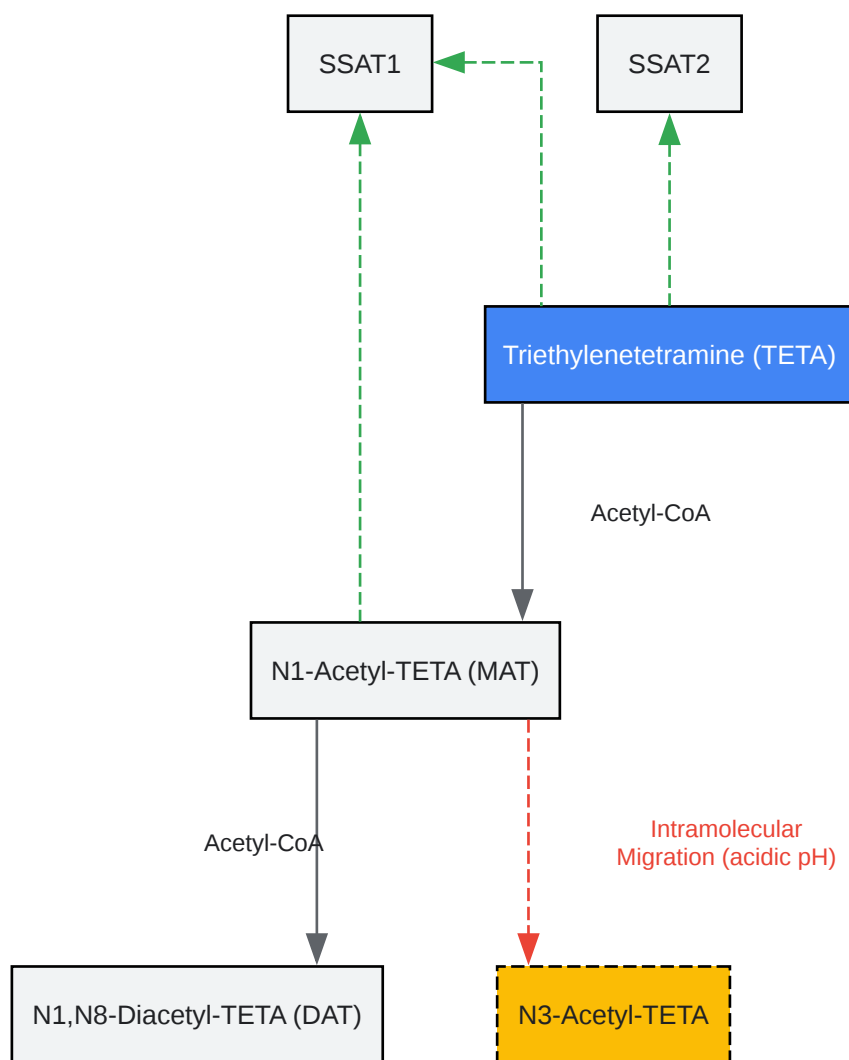 SSAT1
SSAT2
Triethylenetetramine (TETA)
Acetyl-CoA
N1-Acetyl-TETA (MAT)
Acetyl-CoA
Intramolecular
Migration (acidic pH)
N1,N8-Diacetyl-TETA (DAT)
N3-Acetyl-TETA